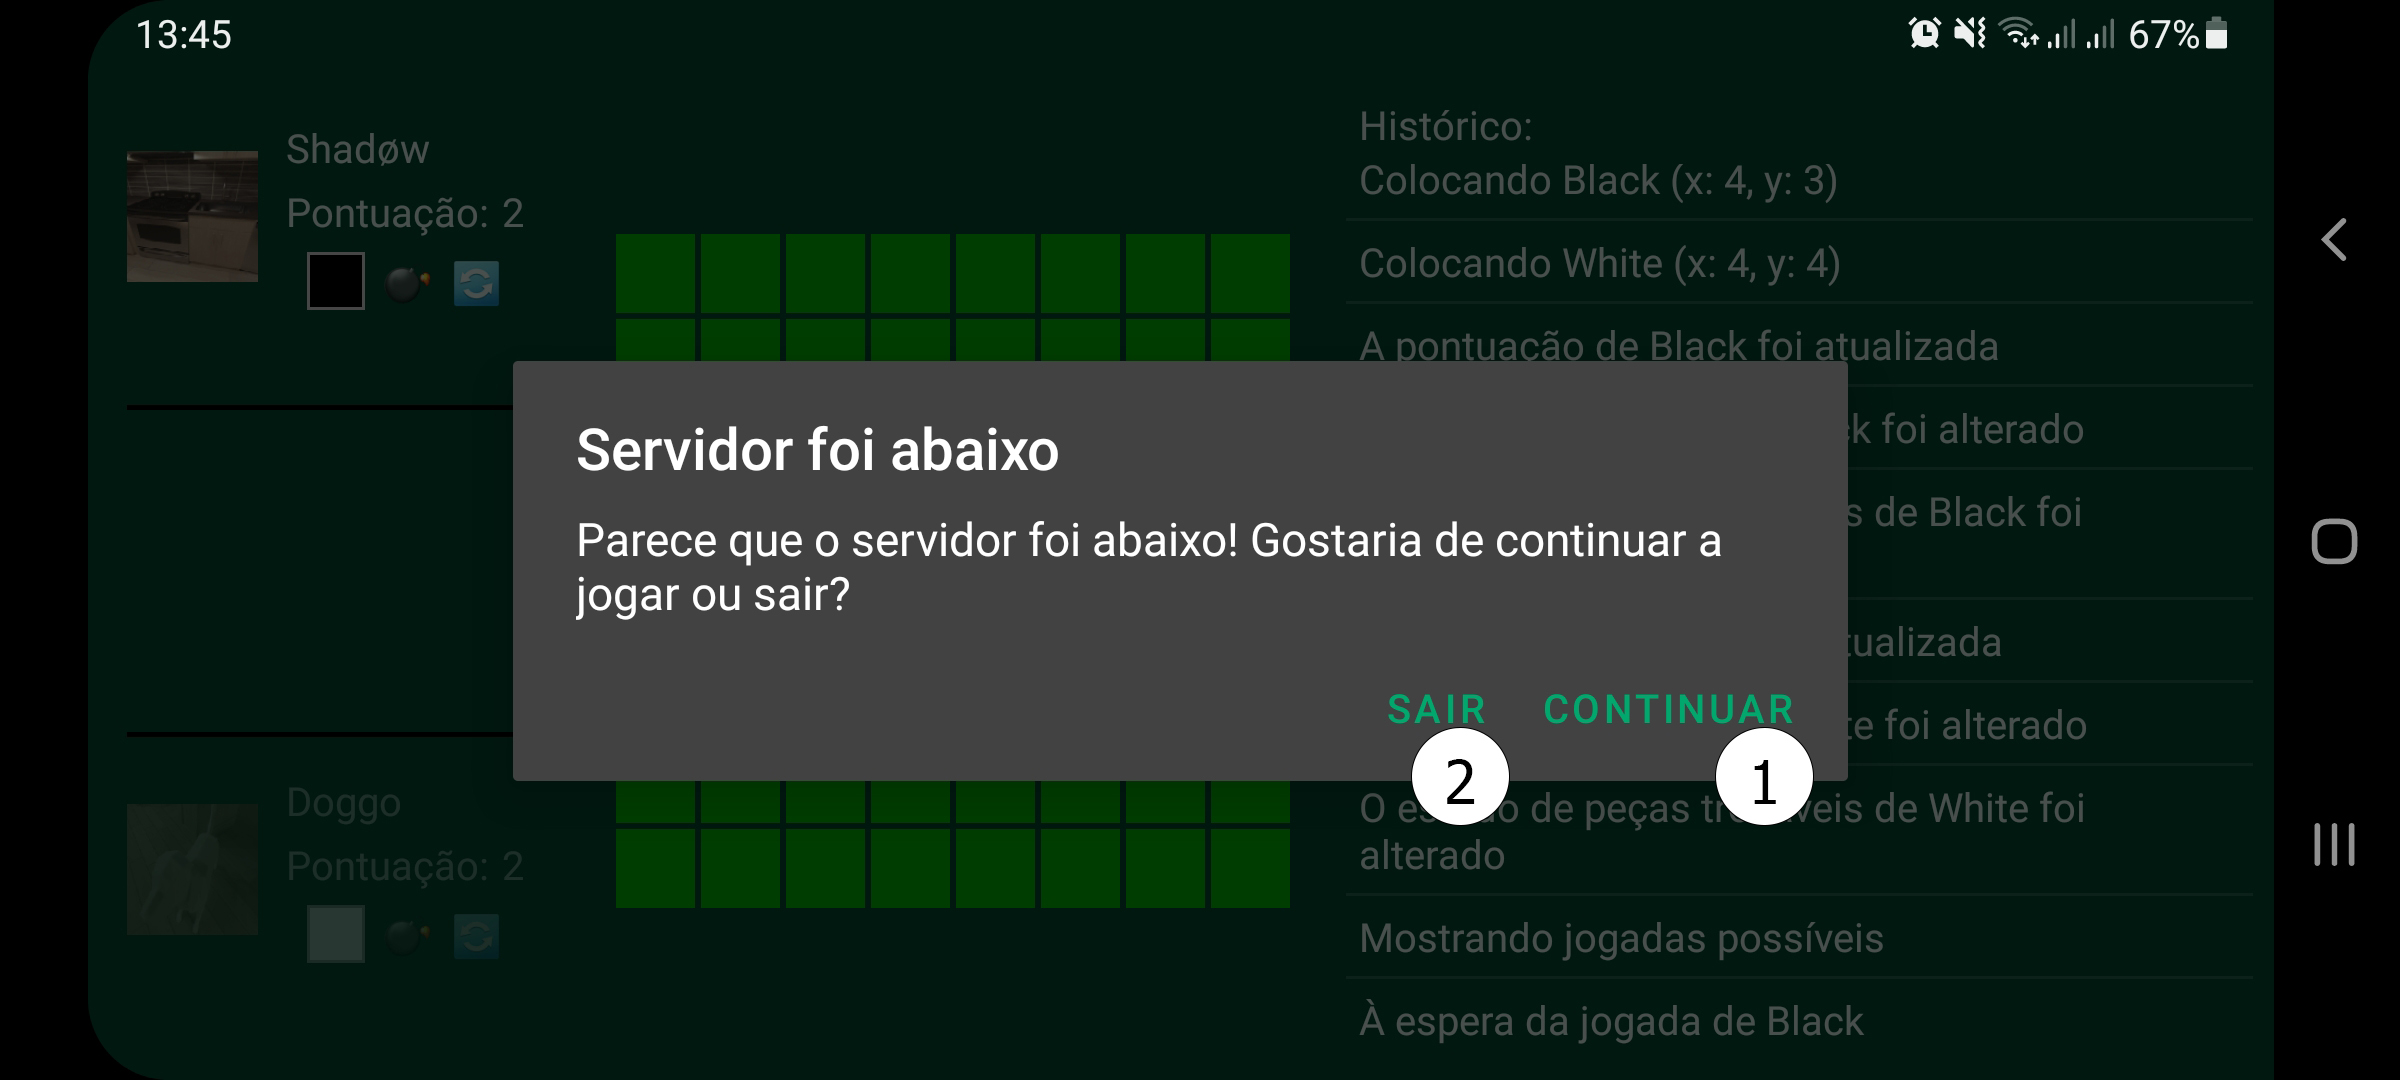 13:45
67%
Shadøw
Pontuação: 2
Histórico:
Colocando Black (x: 4, y: 3)
Colocando White (x: 4, y: 4)
A pontuação de Black foi atualizada
foi alterado
de Black foi
Servidor foi abaixo
Parece que o servidor foi abaixo! Gostaria de continuar a
jogar ou sair?
SAIR
CONTINUAR
2
1
foi alterado
Doggo
Pontuação: 2
O de peças de White foi
alterado
Mostrando jogadas possíveis
À espera da jogada de Black